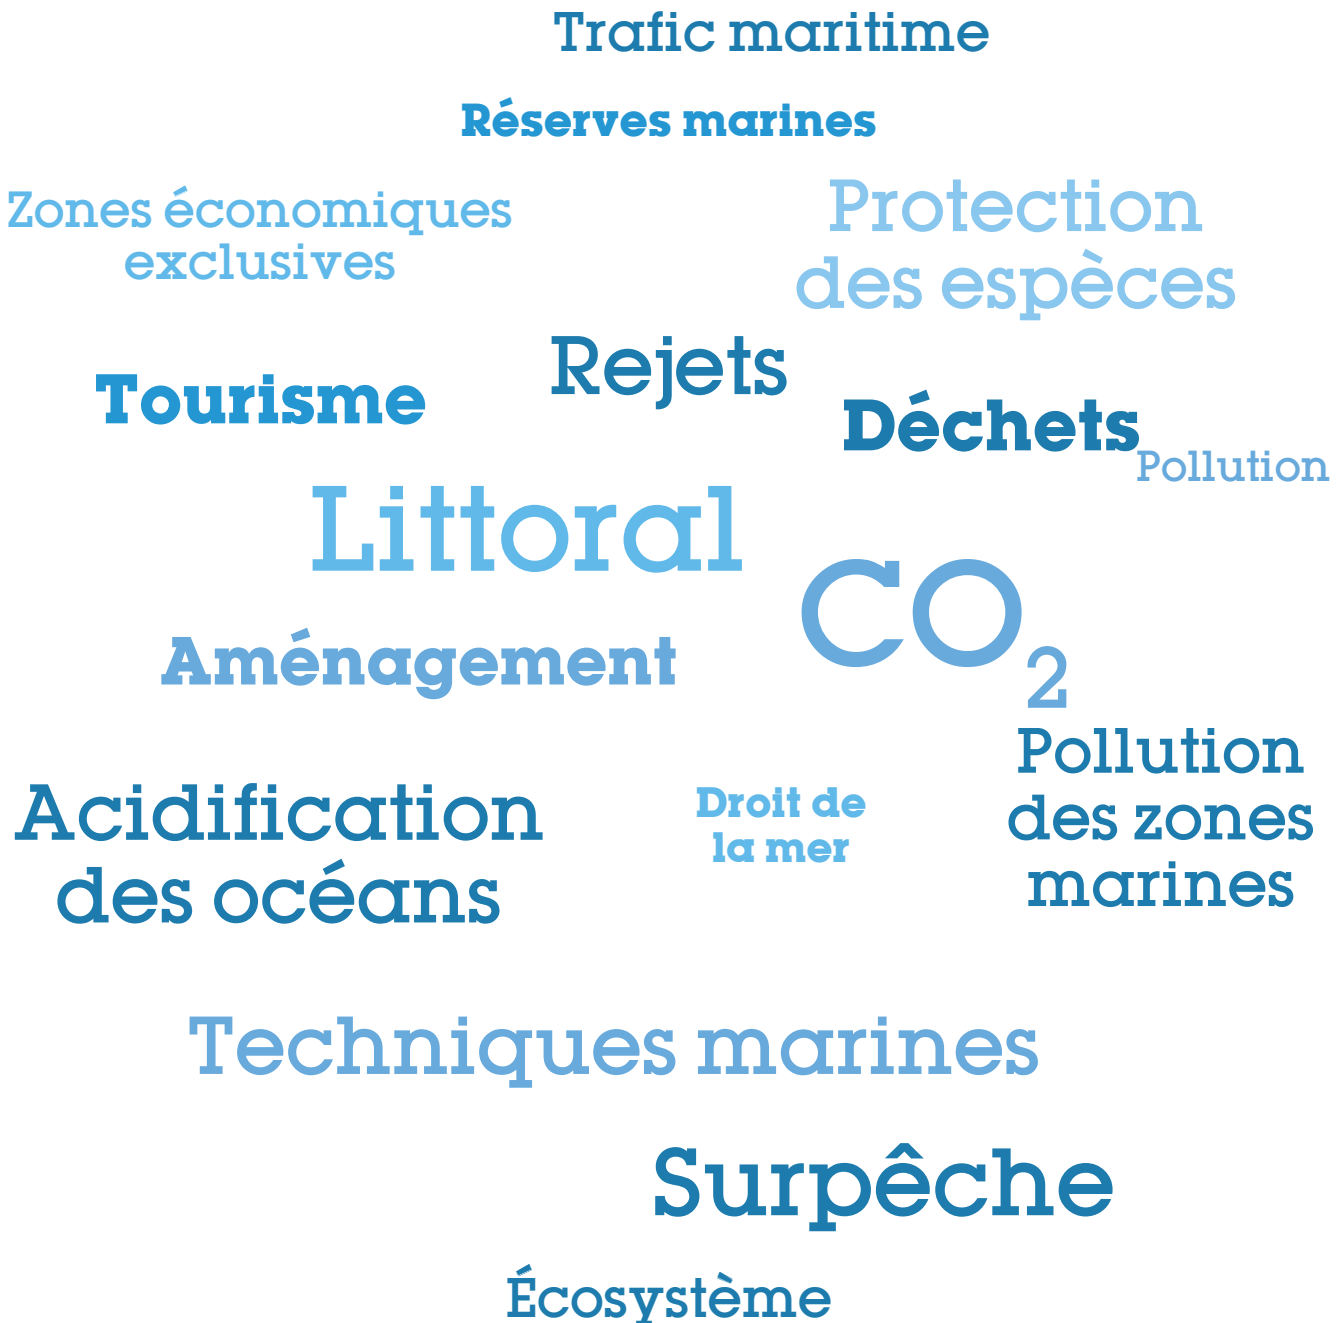 Trafic maritime
Réserves marines
Zones économiques
exclusives
Protection
des espèces
Rejets
Tourisme
Déchets
Pollution
Littoral
CO₂
Aménagement
Pollution
des zones
marines
Acidification
des océans
Droit de
la mer
Techniques marines
Surpêche
Écosystème